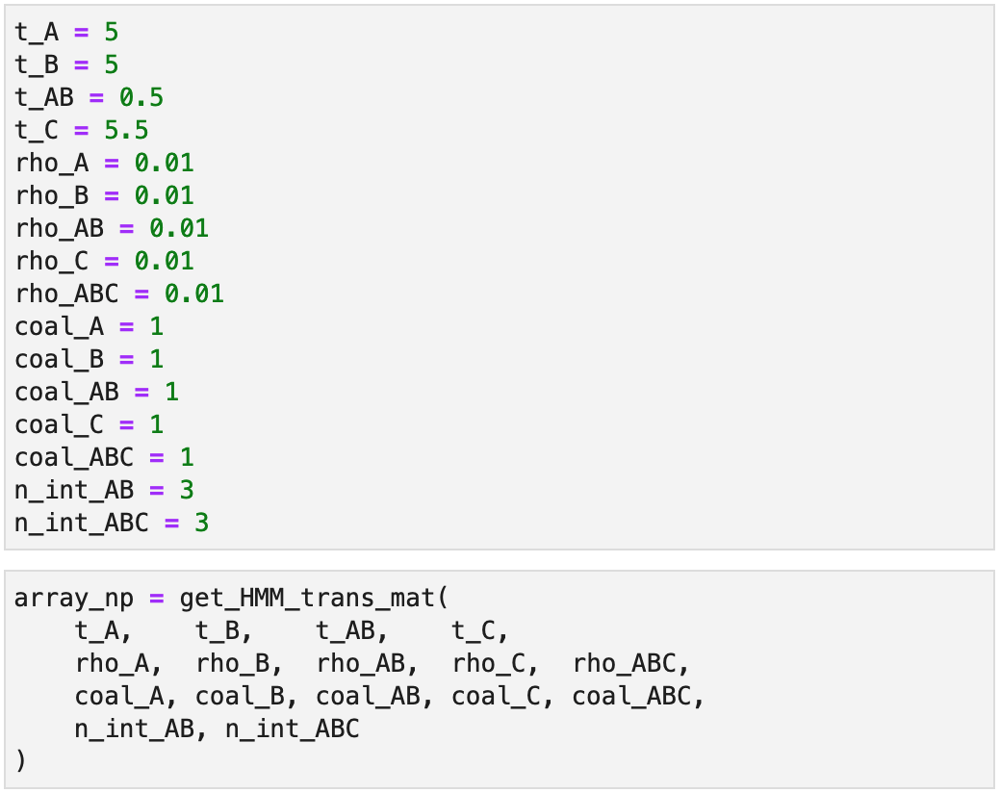 t_A = 5
t_B = 5
t_AB = 0.5
t_C = 5.5
rho_A = 0.01
rho_B = 0.01
rho_AB = 0.01
rho_C = 0.01
rho_ABC = 0.01
coal_A = 1
coal_B = 1
coal_AB = 1
coal_C = 1
coal_ABC = 1
n_int_AB = 3
n_int_ABC = 3
array_np = get_HMM_trans_mat(
    t_A,    t_B,    t_AB,    t_C,
    rho_A,  rho_B,  rho_AB,  rho_C,  rho_ABC,
    coal_A, coal_B, coal_AB, coal_C, coal_ABC,
    n_int_AB, n_int_ABC
)